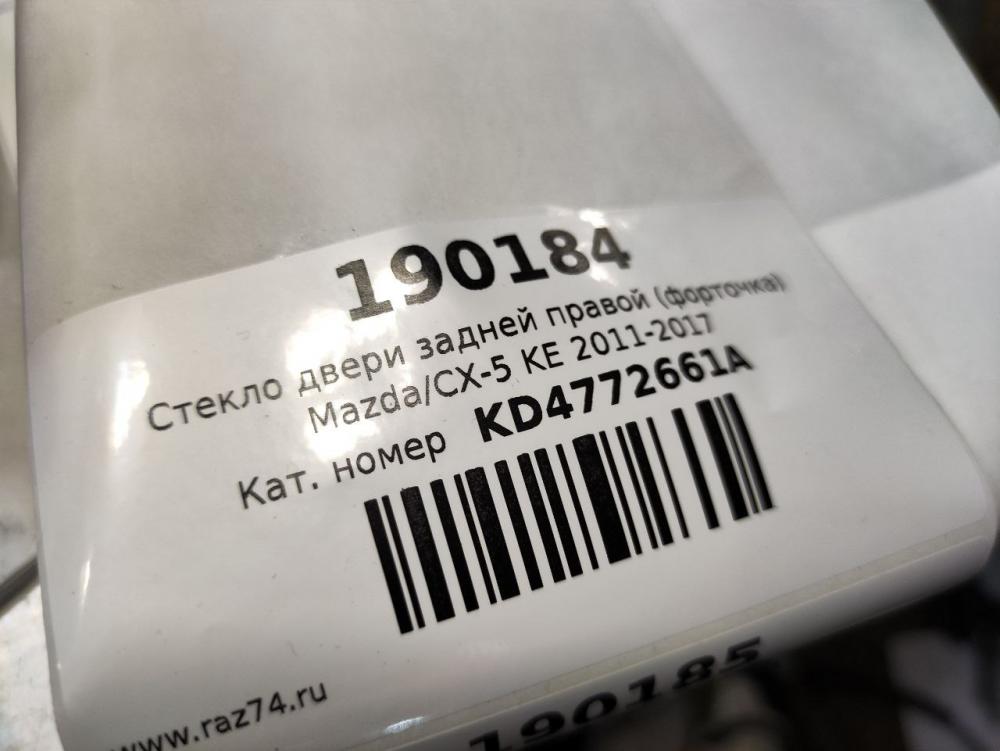 190184
Стекло двери задней правой (форточка)
Mazda/CX-5 KE 2011-2017
Кат. номер KD4772661A
www.raz74.ru
190185